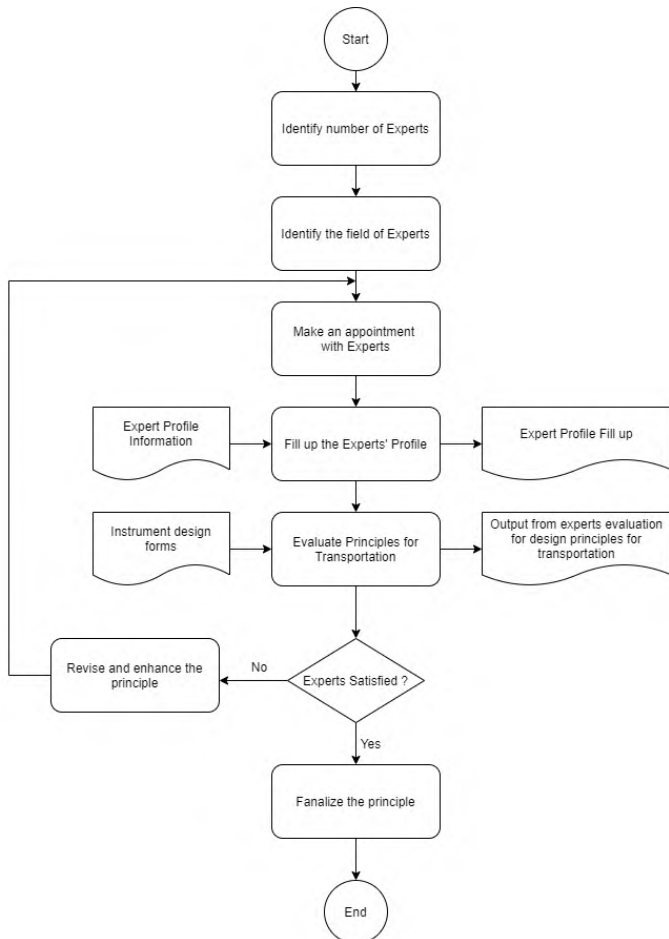 Start
Identify number of Experts
Identify the field of Experts
Make an appointment
with Experts
Expert Profile
Information
Fill up the Experts' Profile
Expert Profile Fill up
Instrument design
forms
Evaluate Principles for
Transportation
Output from experts evaluation
for design principles for
transportation
Revise and enhance the
principle
No
Experts Satisfied ?
Yes
Fanalize the principle
End